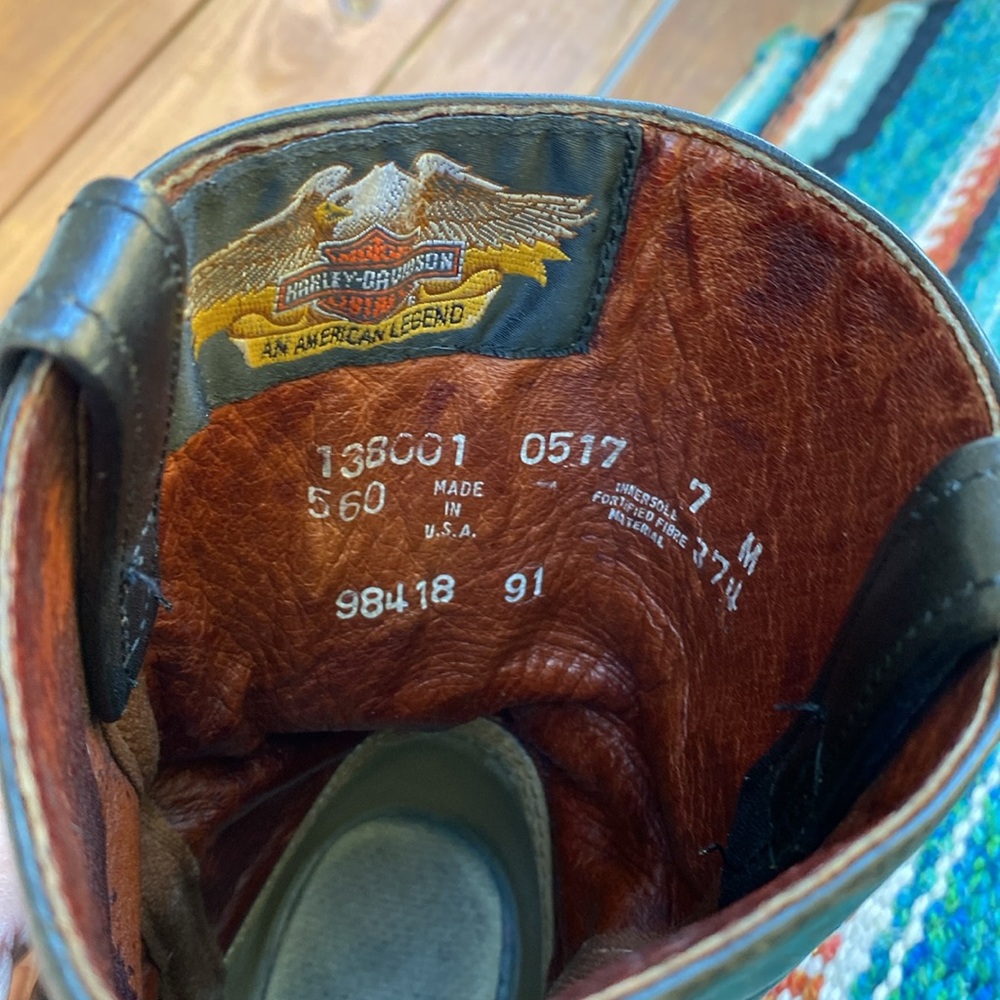 HARLEY-DAVIDSON
AN AMERICAN LEGEND
138001 0517
560
MADE
IN
U.S.A.
INNERSOLE
FORTIFIED FIBRE
MATERIAL
7 M
374
98418 91